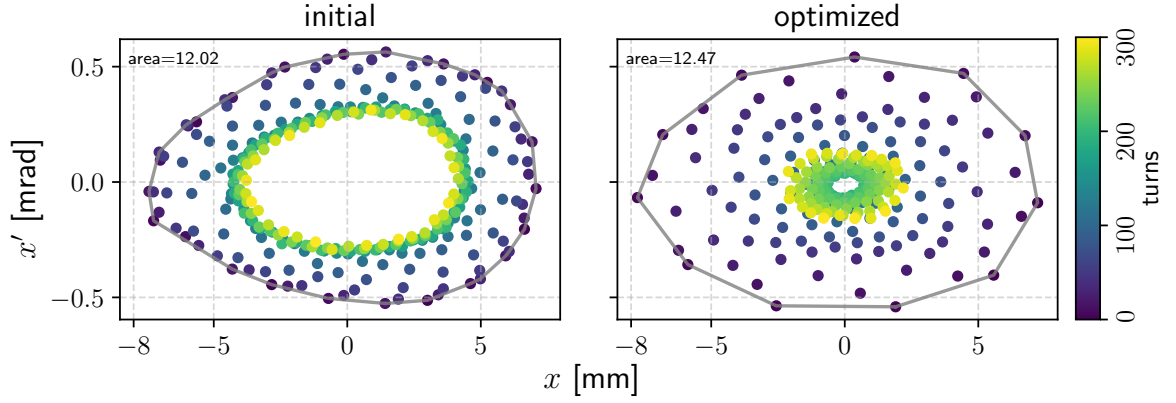 initial
optimized
area=12.02
area=12.47
x′ [mrad]
0.5
0.0
−0.5
−8
−5
0
5
−8
−5
0
5
x [mm]
300
200
100
0
turns